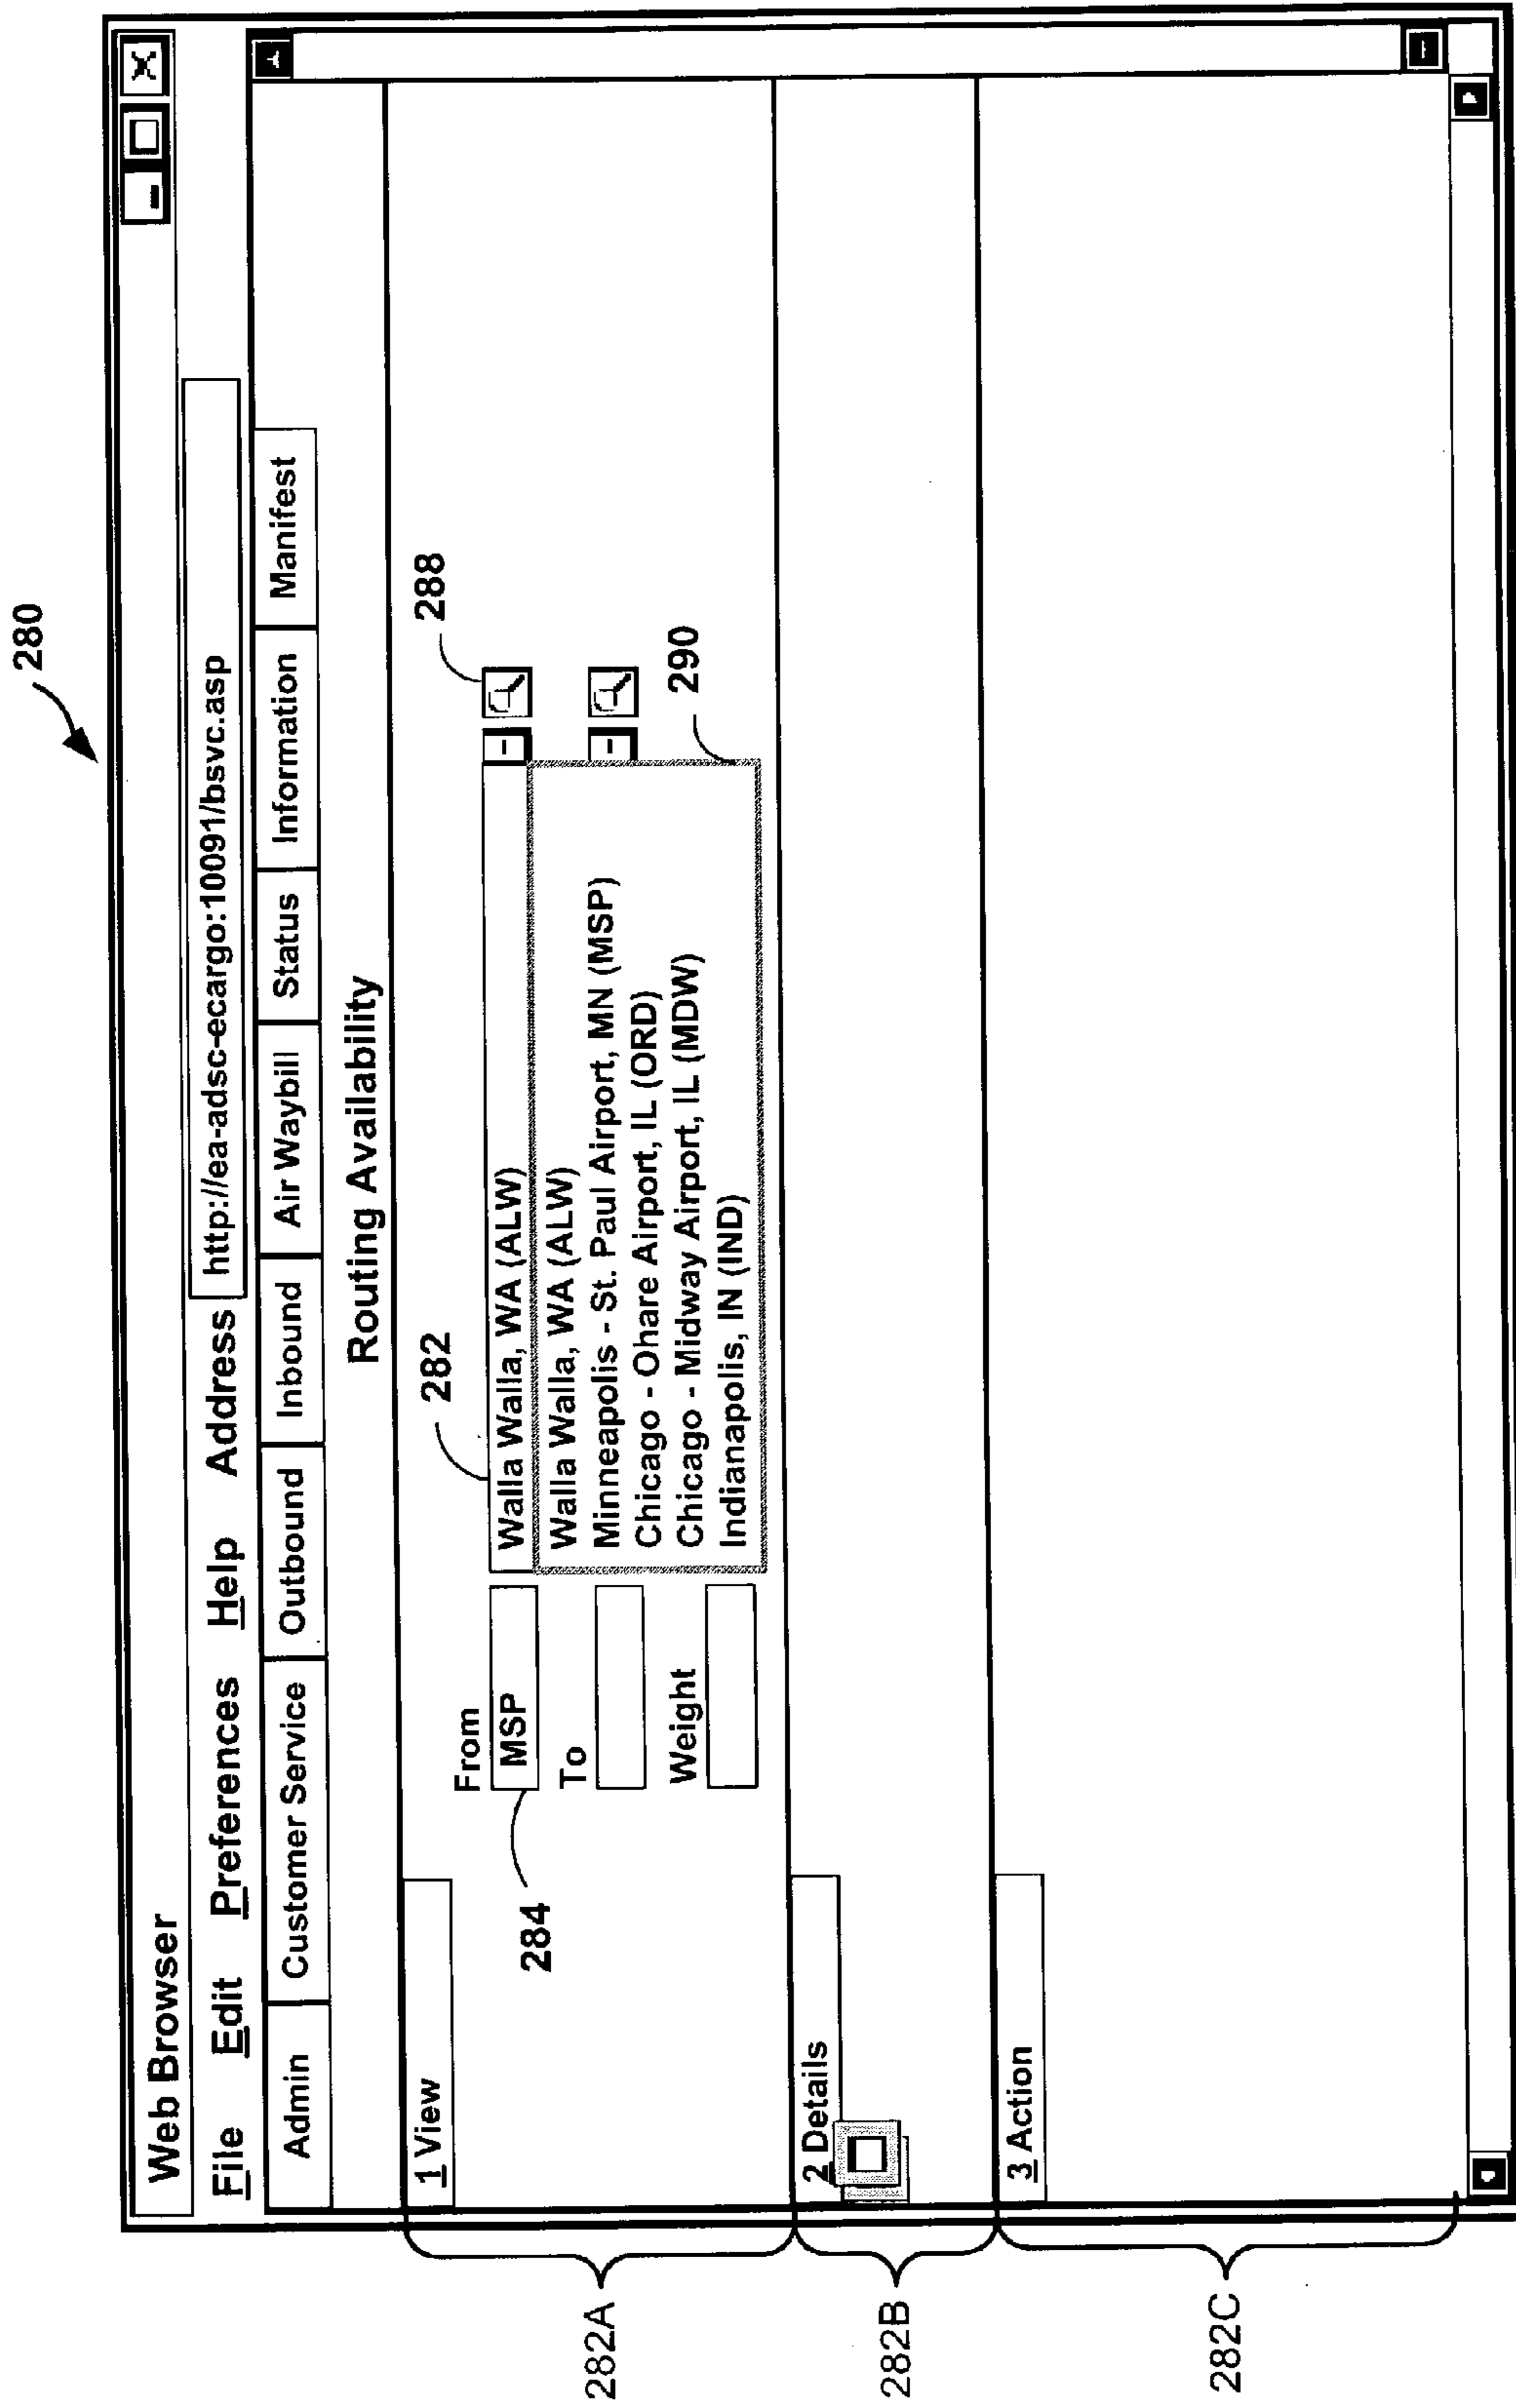 280
Web Browser
File Edit Preferences Help Address http://ea-adsc-ecargo:10091/bsvc.asp
Admin Customer Service Outbound Inbound Air Waybill Status Information Manifest
Routing Availability
1 View
282
288
From
284
MSP Walla Walla, WA (ALW)
Walla Walla, WA (ALW)
To
Minneapolis - St. Paul Airport, MN (MSP)
Chicago - Ohare Airport, IL (ORD)
290
Weight
Chicago - Midway Airport, IL (MDW)
Indianapolis, IN (IND)
282A
2 Details
282B
3 Action
282C